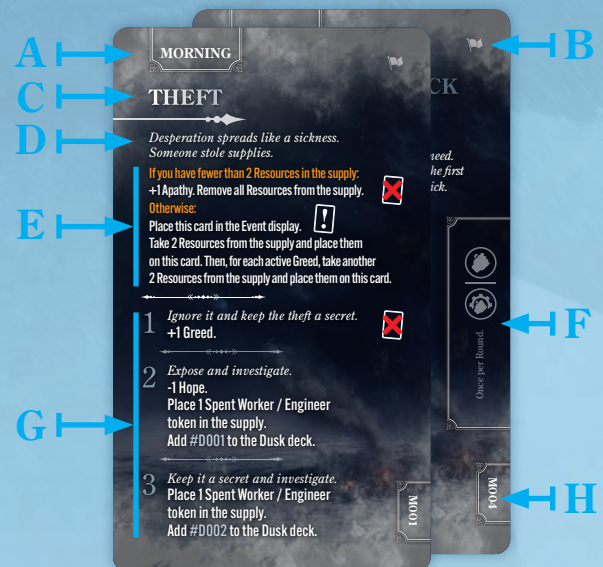 A
MORNING
B
C
THEFT
CK
D
Desperation spreads like a sickness.
Someone stole supplies.
need.
he first
ick.
E
If you have fewer than 2 Resources in the supply:
+1 Apathy. Remove all Resources from the supply.
Otherwise:
Place this card in the Event display.
Take 2 Resources from the supply and place them
on this card. Then, for each active Greed, take another
2 Resources from the supply and place them on this card.
F
Once per Round.
G
1 Ignore it and keep the theft a secret.
+1 Greed.
2 Expose and investigate.
-1 Hope.
Place 1 Spent Worker / Engineer
token in the supply.
Add #D001 to the Dusk deck.
3 Keep it a secret and investigate.
Place 1 Spent Worker / Engineer
token in the supply.
Add #D002 to the Dusk deck.
M001
M004
H